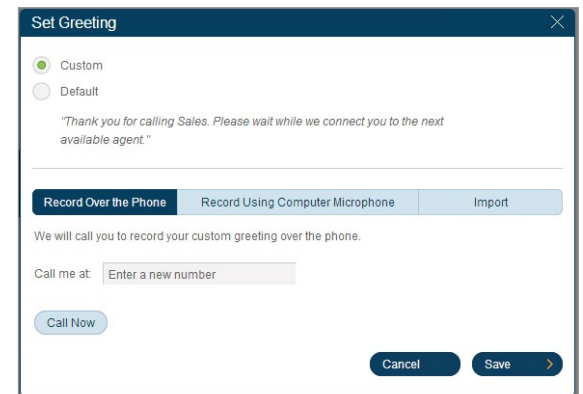 Set Greeting
Custom
Default
"Thank you for calling Sales. Please wait while we connect you to the next
available agent."
Record Over the Phone
Record Using Computer Microphone
Import
We will call you to record your custom greeting over the phone.
Call me at: Enter a new number
Call Now
Cancel
Save